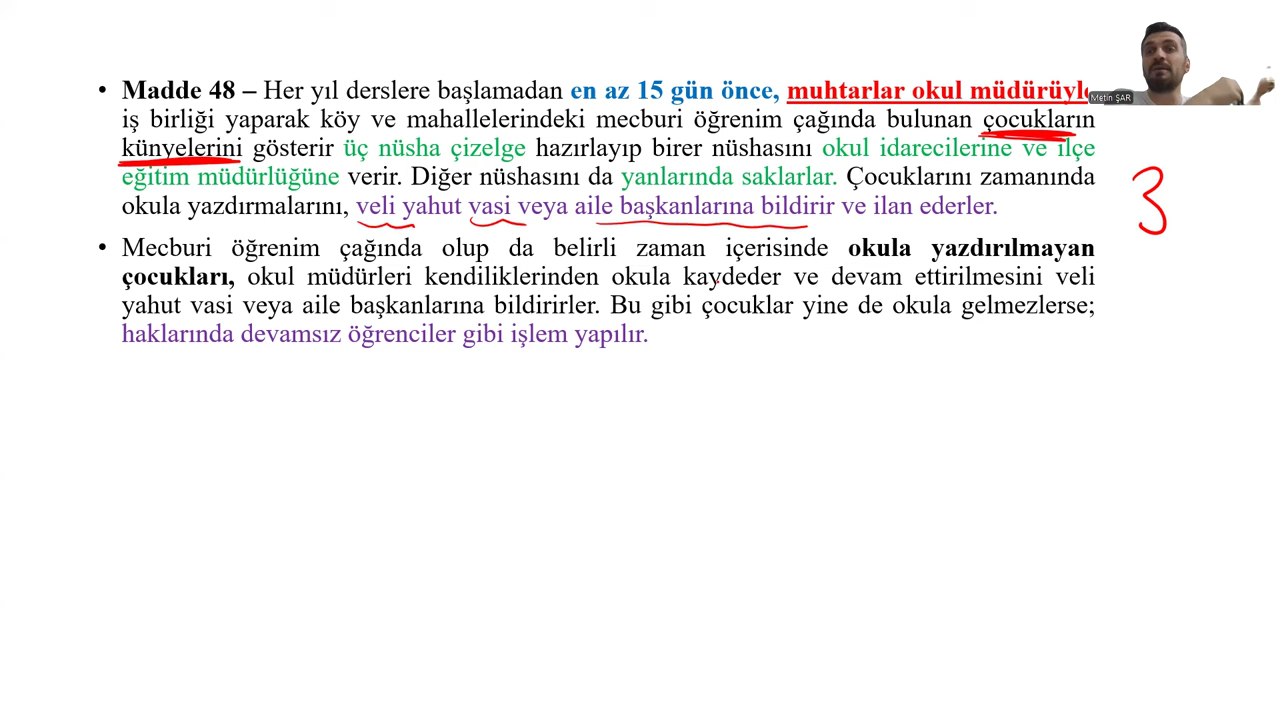 • Madde 48 – Her yıl derslere başlamadan en az 15 gün önce, muhtarlar okul müdürüyle
iş birliği yaparak köy ve mahallelerindeki mecburi öğrenim çağında bulunan çocukların
künyelerini gösterir üç nüsha çizelge hazırlayıp birer nüshasını okul idarecilerine ve ilçe
eğitim müdürlüğüne verir. Diğer nüshasını da yanlarında saklarlar. Çocuklarını zamanında
okula yazdırmalarını, veli yahut vasi veya aile başkanlarına bildirir ve ilan ederler.
• Mecburi öğrenim çağında olup da belirli zaman içerisinde okula yazdırılmayan
çocukları, okul müdürleri kendiliklerinden okula kaydeder ve devam ettirilmesini veli
yahut vasi veya aile başkanlarına bildirirler. Bu gibi çocuklar yine de okula gelmezlerse;
haklarında devamsız öğrenciler gibi işlem yapılır.
Metin ŞAR
3